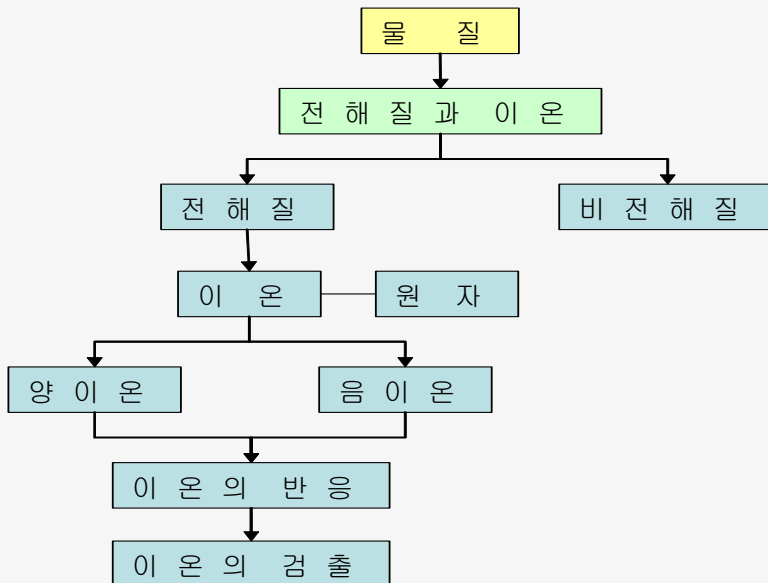 물 질
전 해 질 과 이 온
전 해 질
비 전 해 질
이 온
원 자
양 이 온
음 이 온
이 온 의 반 응
이 온 의 검 출